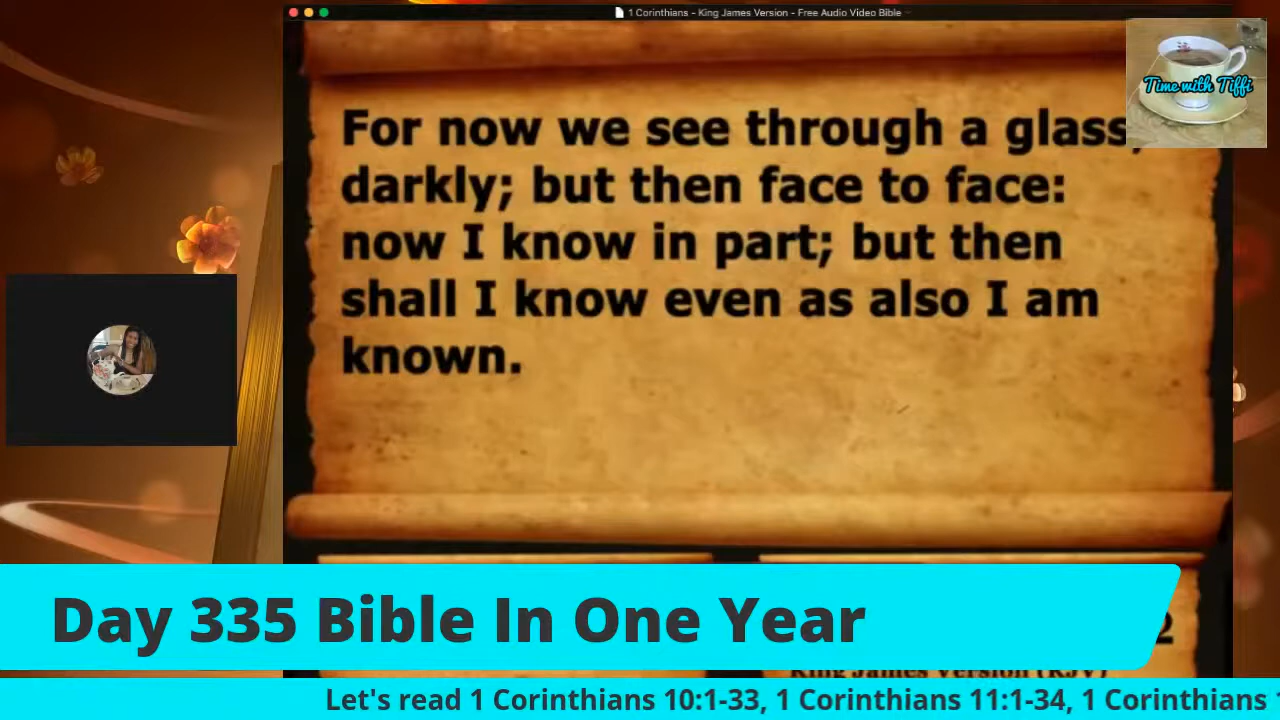 1 Corinthians - King James Version - Free Audio Video Bible
Time with Tiffi
For now we see through a glass,
darkly; but then face to face:
now I know in part; but then
shall I know even as also I am
known.
Day 335 Bible In One Year
2
King James Version (KJV)
Let's read 1 Corinthians 10:1-33, 1 Corinthians 11:1-34, 1 Corinthians